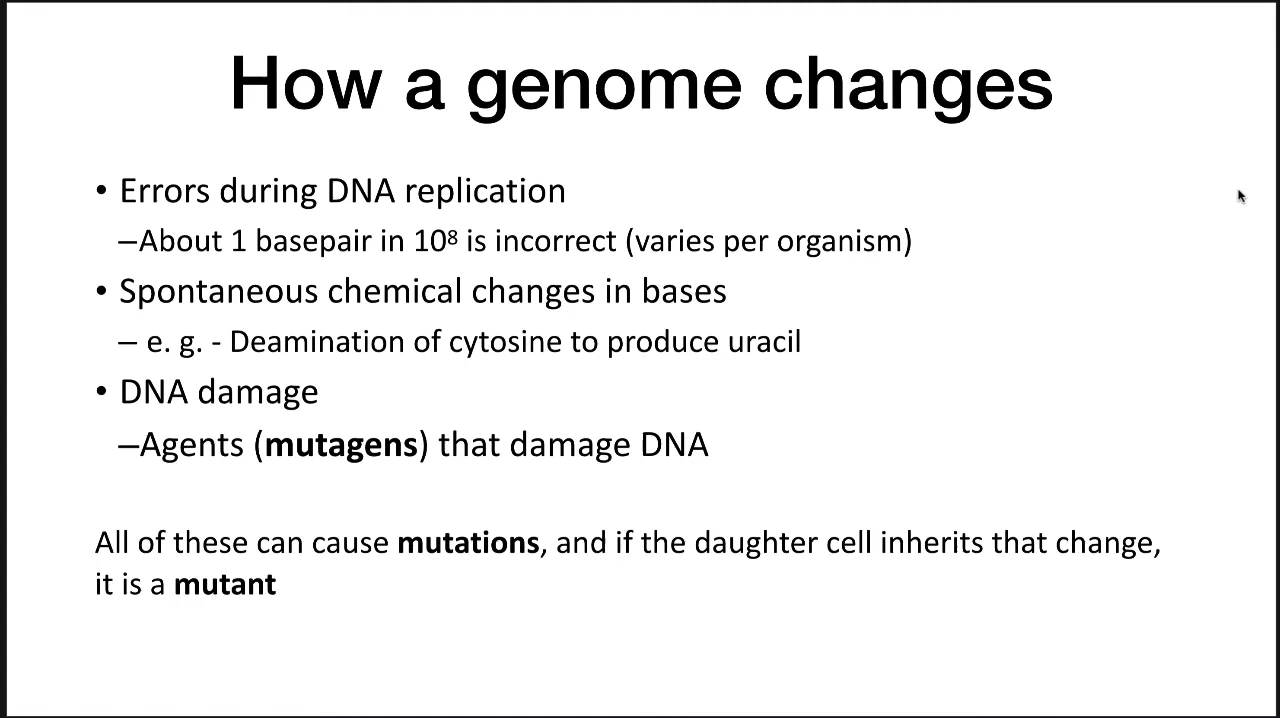 How a genome changes
• Errors during DNA replication
–About 1 basepair in 10⁸ is incorrect (varies per organism)
• Spontaneous chemical changes in bases
– e. g. - Deamination of cytosine to produce uracil
• DNA damage
–Agents (mutagens) that damage DNA
All of these can cause mutations, and if the daughter cell inherits that change,
it is a mutant